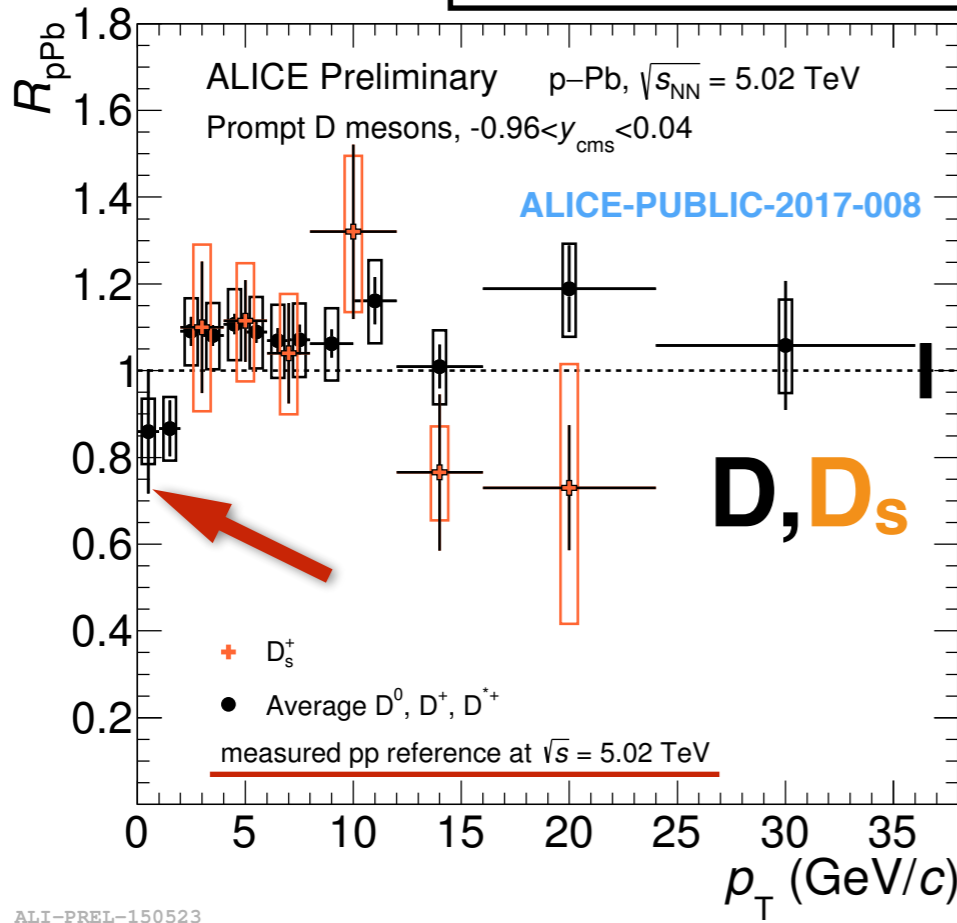 R_pPb
1.8
1.6
1.4
1.2
1
0.8
0.6
0.4
0.2
ALICE Preliminary p–Pb, √s_NN = 5.02 TeV
Prompt D mesons, -0.96<y_cms<0.04
ALICE-PUBLIC-2017-008
D,D_s
D_s^+
Average D^0, D^+, D^*+
measured pp reference at √s = 5.02 TeV
0 5 10 15 20 25 30 35
p_T (GeV/c)
ALI-PREL-150523